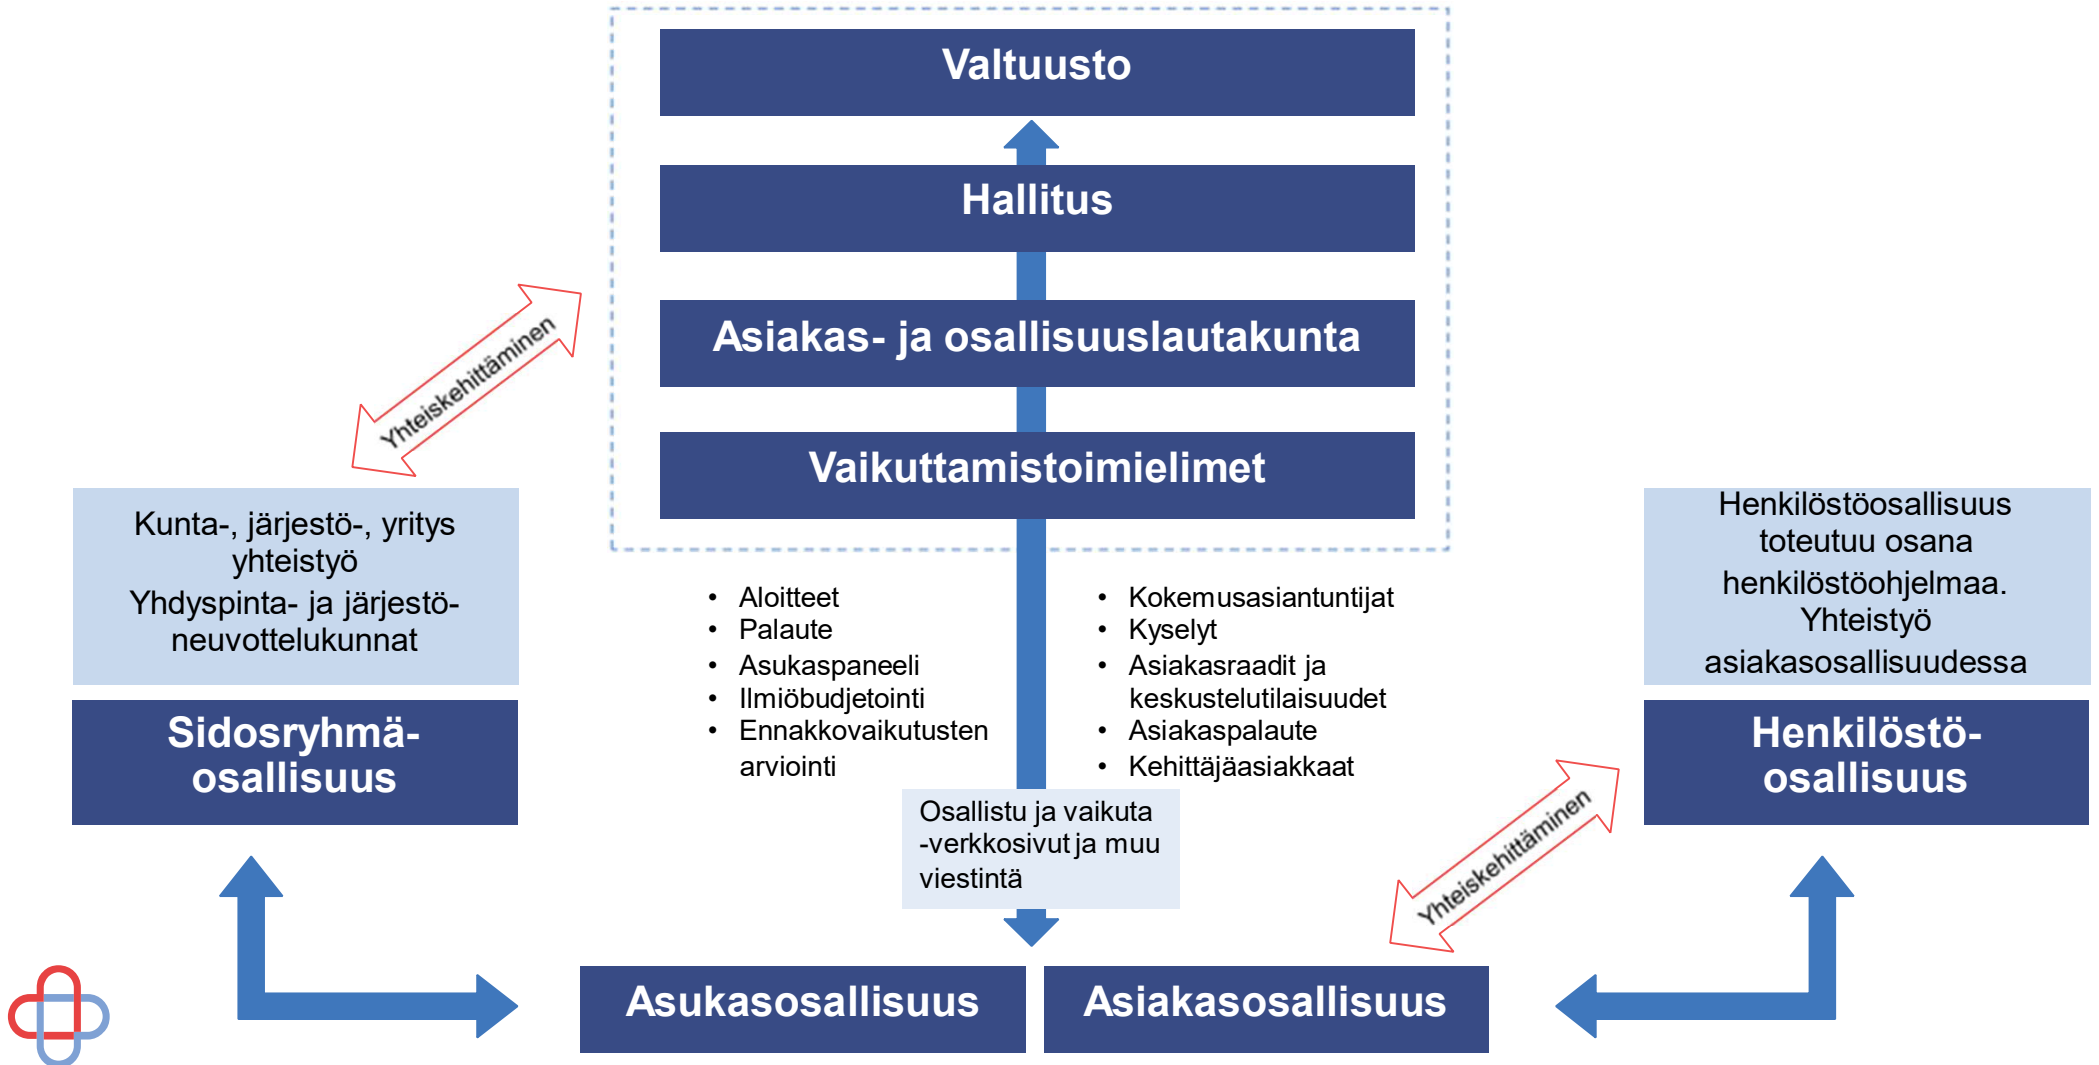 Valtuusto
Hallitus
Asiakas- ja osallisuuslautakunta
Vaikuttamistoimielimet
Yhteiskehittäminen
Kunta-, järjestö-, yritys
yhteistyö
Yhdyspinta- ja järjestö-
neuvottelukunnat
Sidosryhmä-
osallisuus
• Aloitteet
• Palaute
• Asukaspaneeli
• Ilmiöbudjetointi
• Ennakkovaikutusten
arviointi
• Kokemusasiantuntijat
• Kyselyt
• Asiakasraadit ja
keskustelutilaisuudet
• Asiakaspalaute
• Kehittäjäasiakkaat
Osallistu ja vaikuta
-verkkosivut ja muu
viestintä
Henkilöstöosallisuus
toteutuu osana
henkilöstöohjelmaa.
Yhteistyö
asiakasosallisuudessa
Henkilöstö-
osallisuus
Yhteiskehittäminen
Asukasosallisuus
Asiakasosallisuus